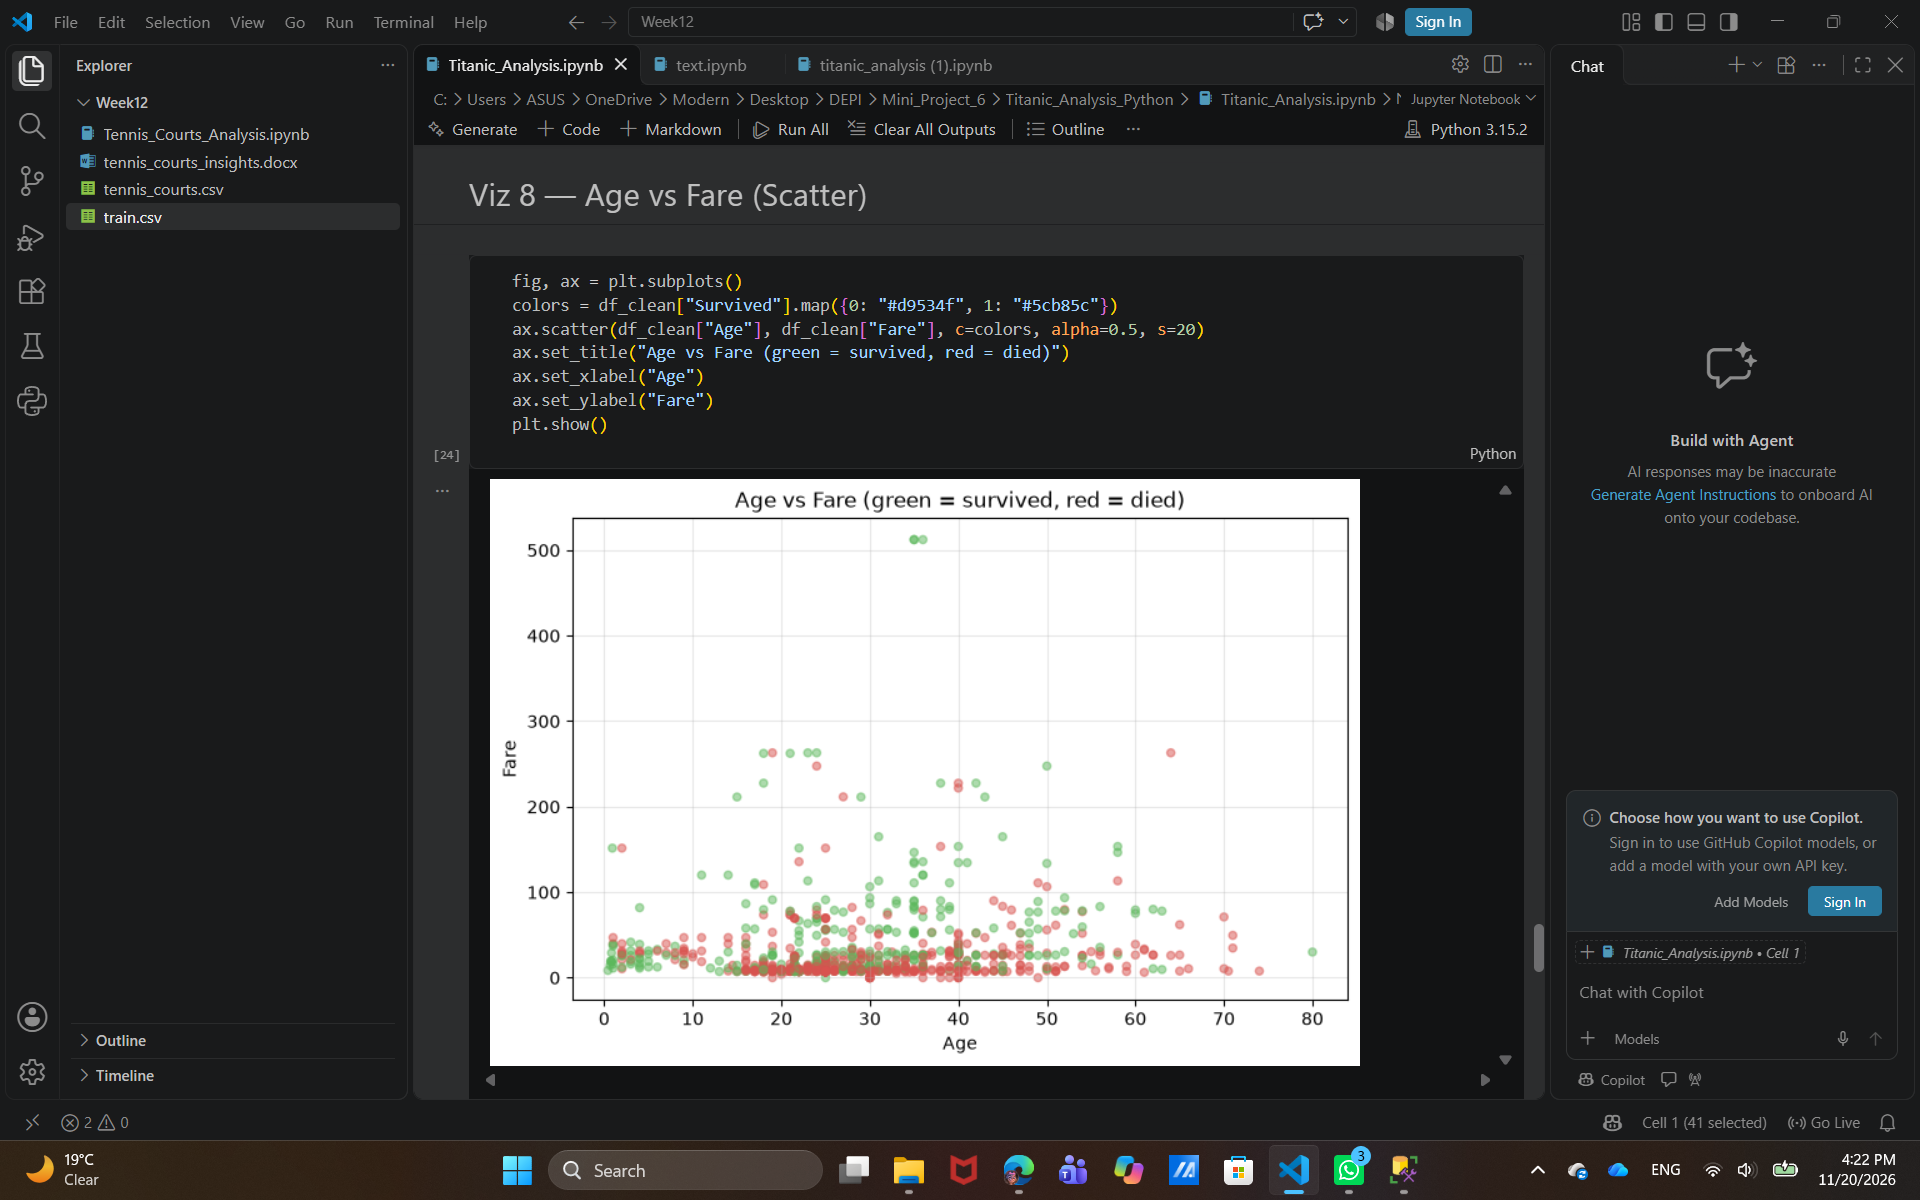 File Edit Selection View Go Run Terminal Help
Week12
Sign In
Explorer
Week12
Tennis_Courts_Analysis.ipynb
tennis_courts_insights.docx
tennis_courts.csv
train.csv
Outline
Timeline
Titanic_Analysis.ipynb
text.ipynb
titanic_analysis (1).ipynb
C: > Users > ASUS > OneDrive > Modern > Desktop > DEPI > Mini_Project_6 > Titanic_Analysis_Python > Titanic_Analysis.ipynb > Jupyter Notebook
Generate + Code + Markdown Run All Clear All Outputs Outline ···
Python 3.15.2
Viz 8 — Age vs Fare (Scatter)
fig, ax = plt.subplots()
colors = df_clean["Survived"].map({0: "#d9534f", 1: "#5cb85c"})
ax.scatter(df_clean["Age"], df_clean["Fare"], c=colors, alpha=0.5, s=20)
ax.set_title("Age vs Fare (green = survived, red = died)")
ax.set_xlabel("Age")
ax.set_ylabel("Fare")
plt.show()
[24]
Python
Age vs Fare (green = survived, red = died)
500
400
300
200
100
0
Fare
0 10 20 30 40 50 60 70 80
Age
Chat
Build with Agent
AI responses may be inaccurate
Generate Agent Instructions to onboard AI
onto your codebase.
Choose how you want to use Copilot.
Sign in to use GitHub Copilot models, or
add a model with your own API key.
Add Models
Sign In
Titanic_Analysis.ipynb • Cell 1
Chat with Copilot
Models
Copilot
2 0
Cell 1 (41 selected)
Go Live
19°C
Clear
Search
3
ENG
4:22 PM
11/20/2026